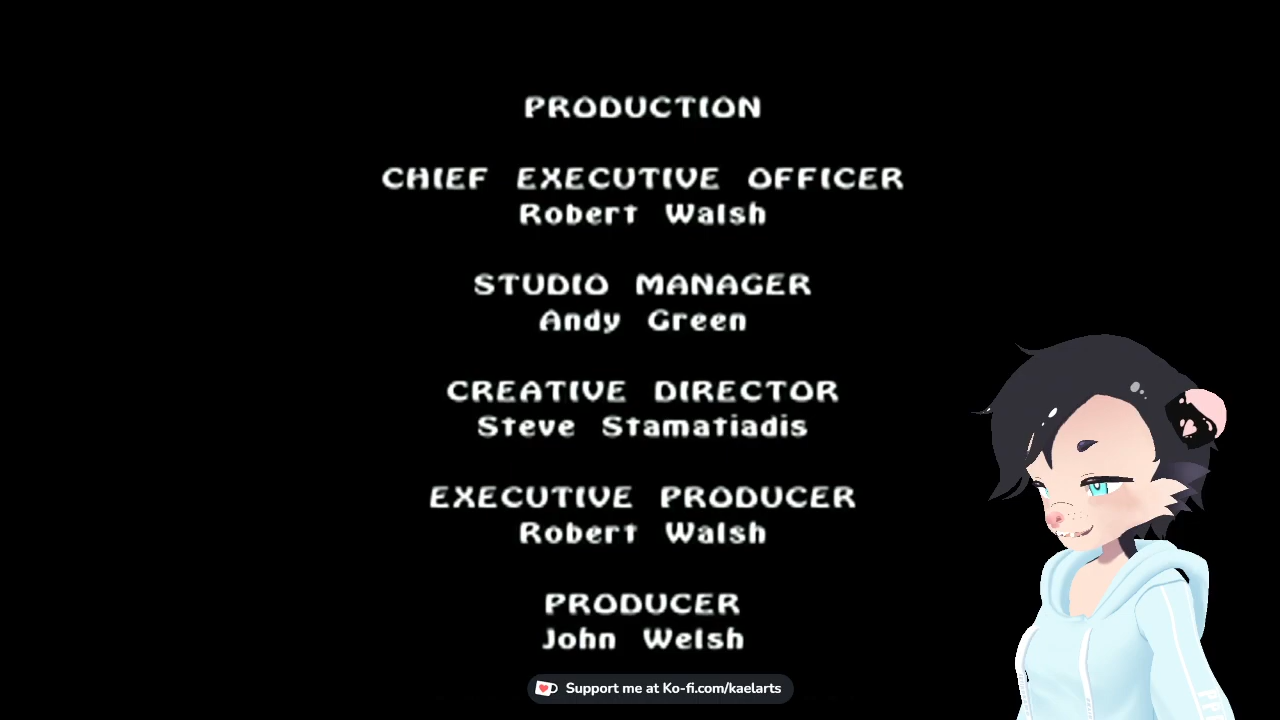 PRODUCTION
CHIEF EXECUTIVE OFFICER
Robert Walsh
STUDIO MANAGER
Andy Green
CREATIVE DIRECTOR
Steve Stamatiadis
EXECUTIVE PRODUCER
Robert Walsh
PRODUCER
John Welsh
Support me at Ko-fi.com/kaelarts